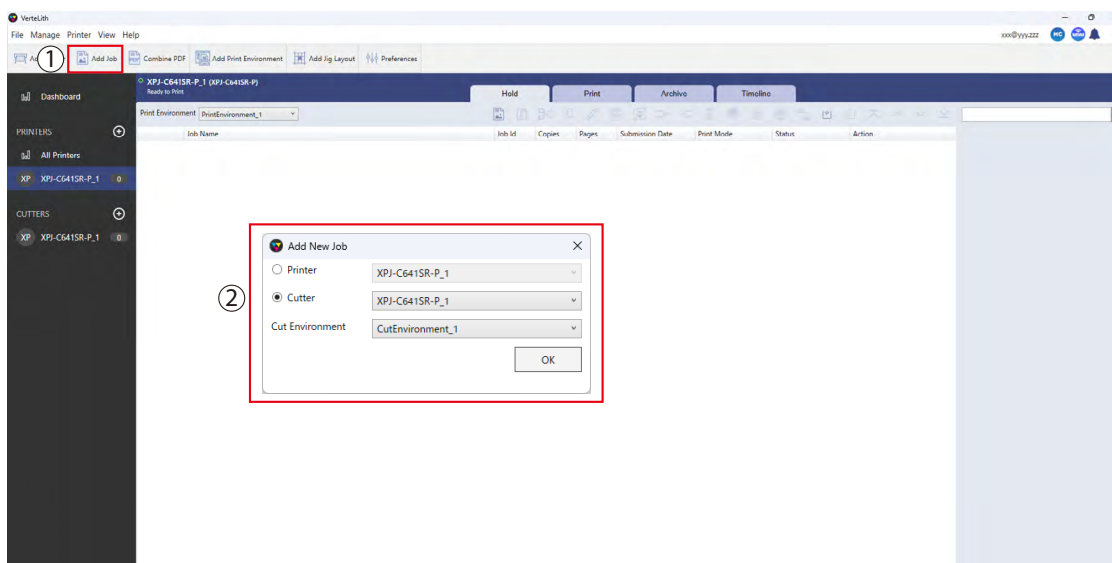 VerteLith
File Manage Printer View Help
xxx@yyy.zzz MC
① Add Job Combine PDF Add Print Environment Add Jig Layout Preferences
Dashboard
XPJ-C641SR-P_1 (XPJ-C641SR-P)
Ready to Print
Hold Print Archive Timeline
Print Environment PrintEnvironment_1
PRINTERS
Job Name Job Id Copies Pages Submission Date Print Mode Status Action
All Printers
XP XPJ-C641SR-P_1 0
CUTTERS
XP XPJ-C641SR-P_1 0
②
Add New Job
Printer XPJ-C641SR-P_1
Cutter XPJ-C641SR-P_1
Cut Environment CutEnvironment_1
OK